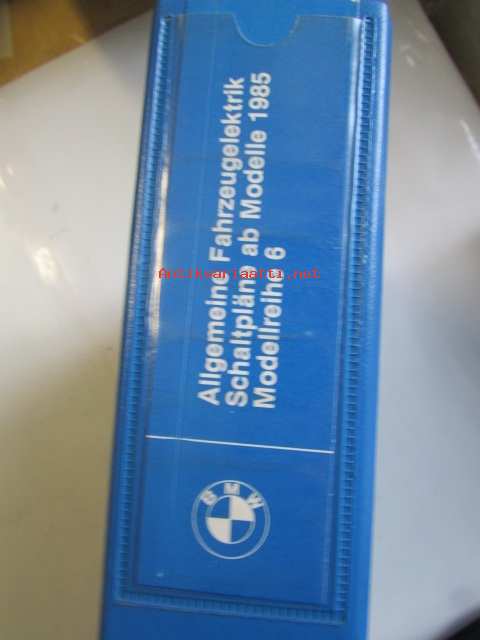 Allgemeine Fahrzeugelektrik
Schaltpläne ab Modelle 1985
Modellreihe 6
BMW
Antikvariaatti.net